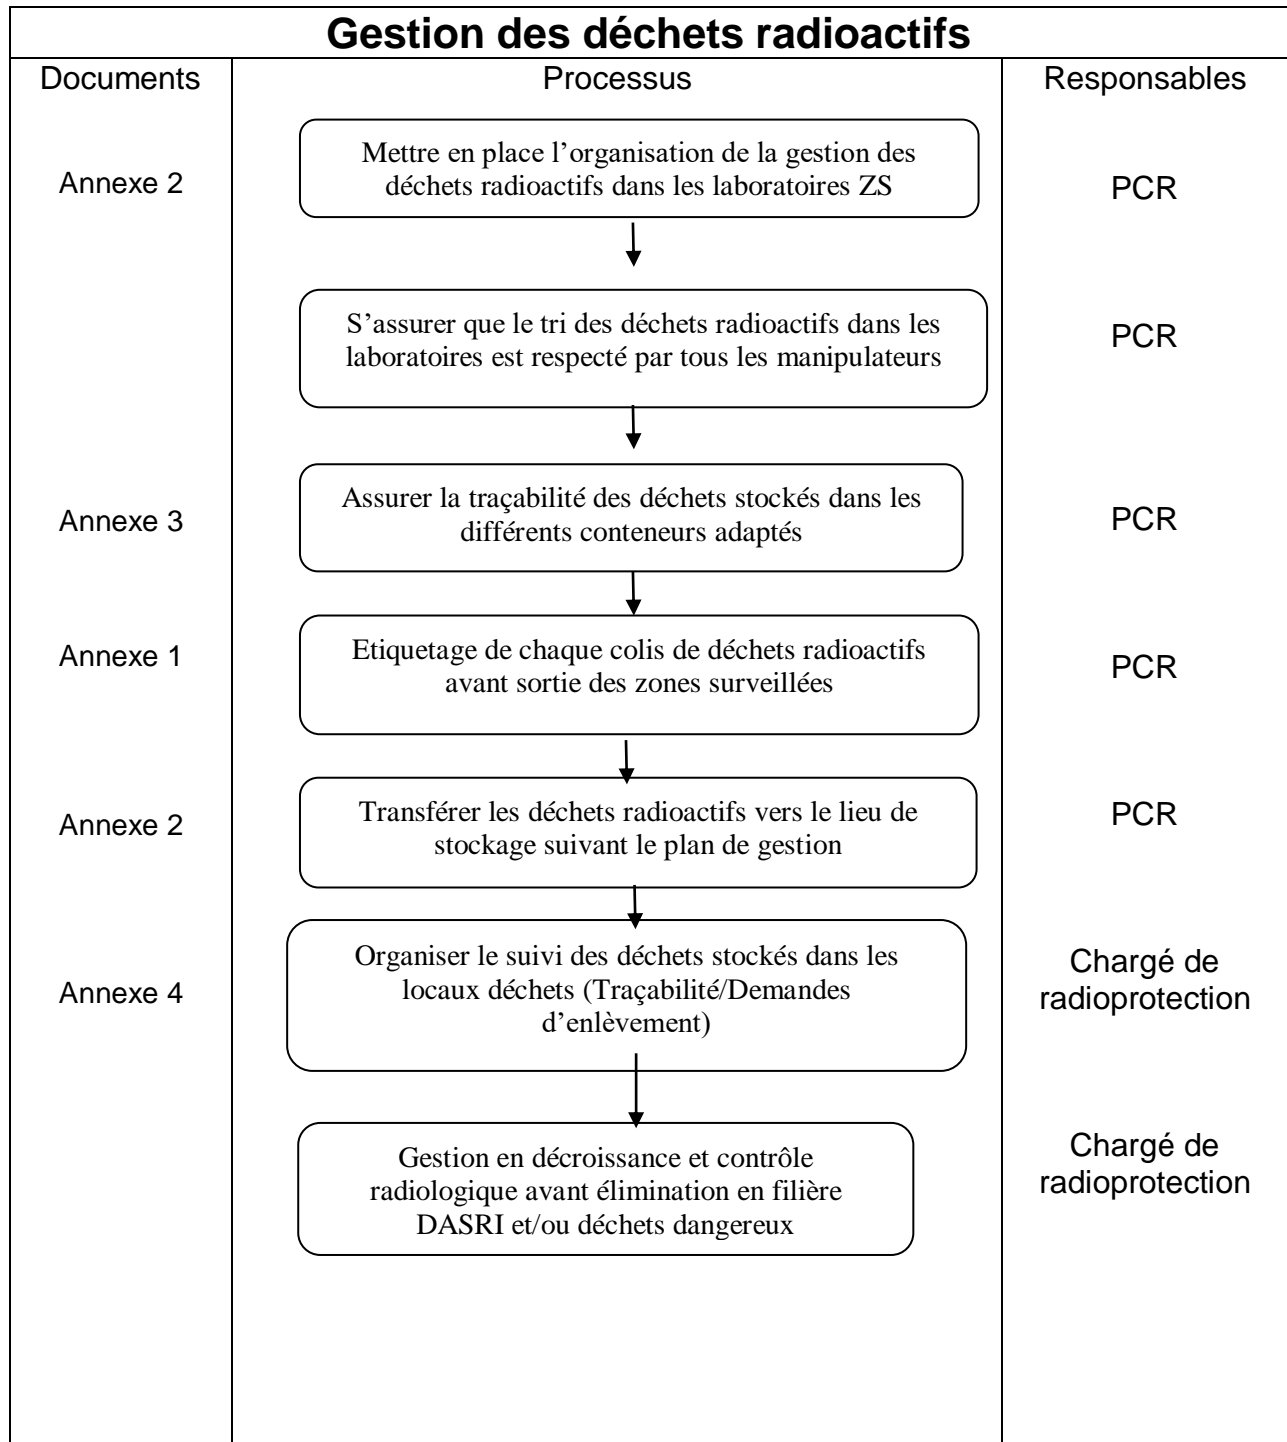 Gestion des déchets radioactifs
Documents
Processus
Responsables
Annexe 2
Mettre en place l’organisation de la gestion des
déchets radioactifs dans les laboratoires ZS
PCR
S’assurer que le tri des déchets radioactifs dans les
laboratoires est respecté par tous les manipulateurs
PCR
Annexe 3
Assurer la traçabilité des déchets stockés dans les
différents conteneurs adaptés
PCR
Annexe 1
Etiquetage de chaque colis de déchets radioactifs
avant sortie des zones surveillées
PCR
Annexe 2
Transférer les déchets radioactifs vers le lieu de
stockage suivant le plan de gestion
PCR
Annexe 4
Organiser le suivi des déchets stockés dans les
locaux déchets (Traçabilité/Demandes
d’enlèvement)
Chargé de
radioprotection
Gestion en décroissance et contrôle
radiologique avant élimination en filière
DASRI et/ou déchets dangereux
Chargé de
radioprotection